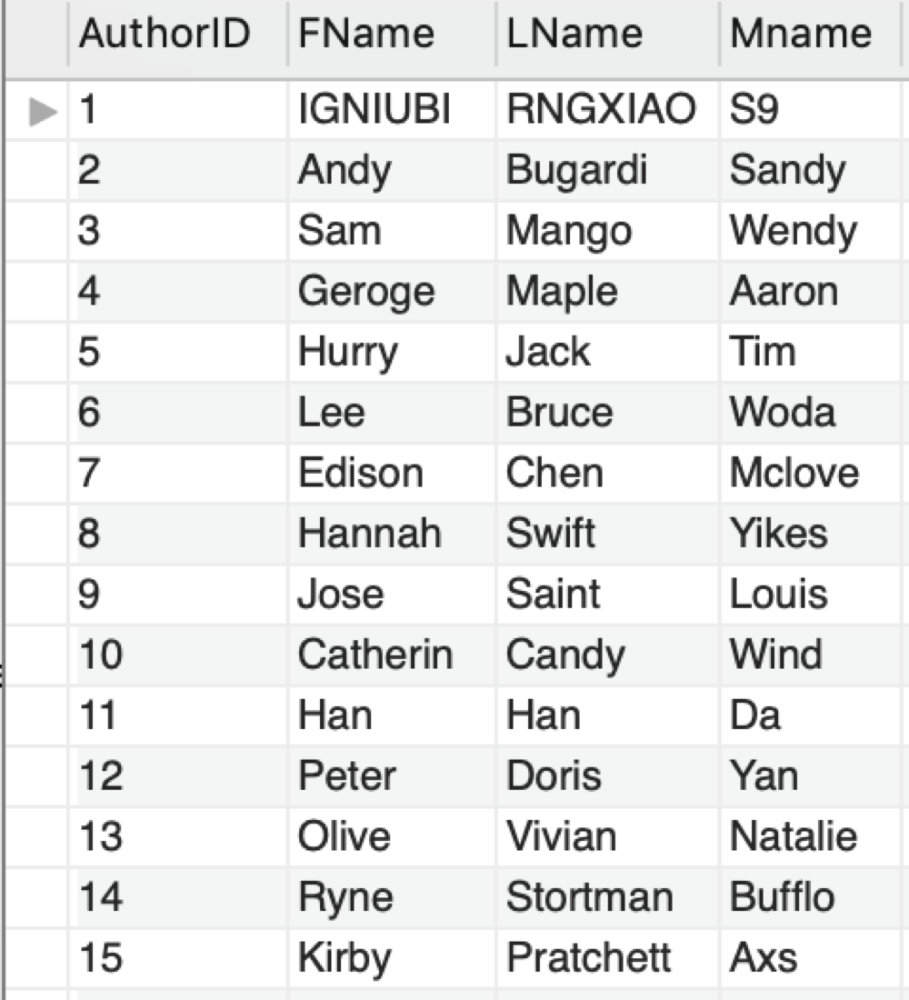 AuthorID FName LName Mname
1 IGNIUBI RNGXIAO S9
2 Andy Bugardi Sandy
3 Sam Mango Wendy
4 Geroge Maple Aaron
5 Hurry Jack Tim
6 Lee Bruce Woda
7 Edison Chen Mclove
8 Hannah Swift Yikes
9 Jose Saint Louis
10 Catherin Candy Wind
11 Han Han Da
12 Peter Doris Yan
13 Olive Vivian Natalie
14 Ryne Stortman Bufflo
15 Kirby Pratchett Axs